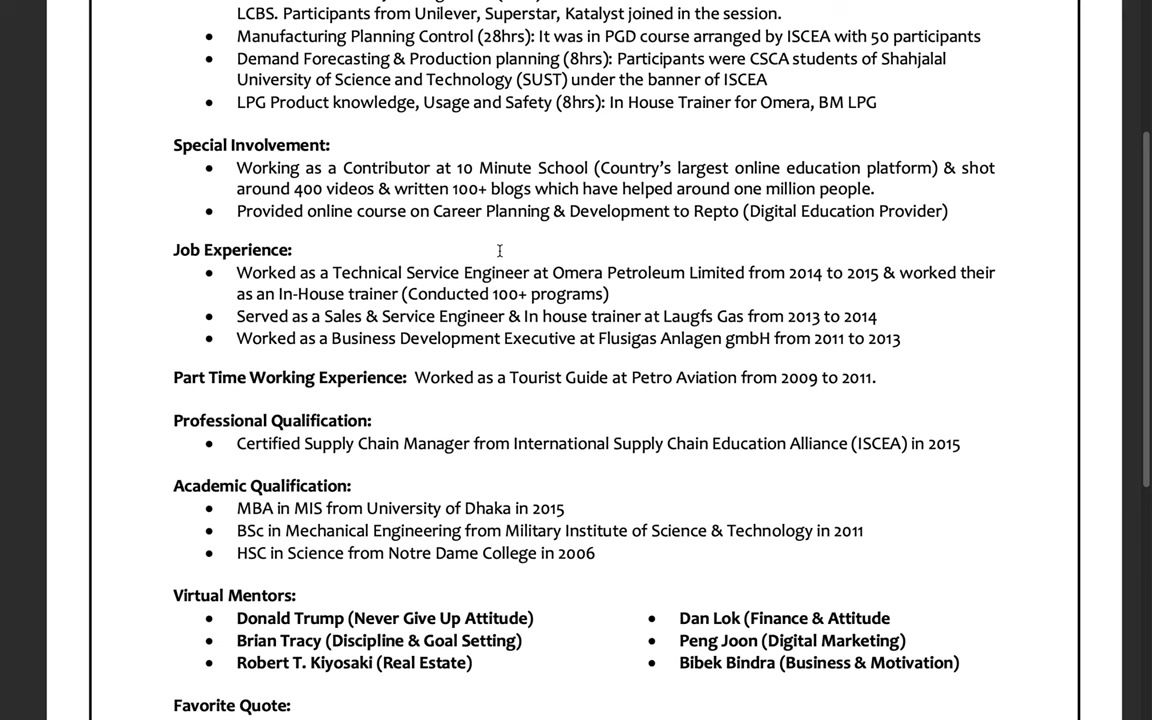 LCBS. Participants from Unilever, Superstar, Katalyst joined in the session.
• Manufacturing Planning Control (28hrs): It was in PGD course arranged by ISCEA with 50 participants
• Demand Forecasting & Production planning (8hrs): Participants were CSCA students of Shahjalal
University of Science and Technology (SUST) under the banner of ISCEA
• LPG Product knowledge, Usage and Safety (8hrs): In House Trainer for Omera, BM LPG
Special Involvement:
• Working as a Contributor at 10 Minute School (Country's largest online education platform) & shot
around 400 videos & written 100+ blogs which have helped around one million people.
• Provided online course on Career Planning & Development to Repto (Digital Education Provider)
Job Experience:
• Worked as a Technical Service Engineer at Omera Petroleum Limited from 2014 to 2015 & worked their
as an In-House trainer (Conducted 100+ programs)
• Served as a Sales & Service Engineer & In house trainer at Laugfs Gas from 2013 to 2014
• Worked as a Business Development Executive at Flusigas Anlagen gmbH from 2011 to 2013
Part Time Working Experience: Worked as a Tourist Guide at Petro Aviation from 2009 to 2011.
Professional Qualification:
• Certified Supply Chain Manager from International Supply Chain Education Alliance (ISCEA) in 2015
Academic Qualification:
• MBA in MIS from University of Dhaka in 2015
• BSc in Mechanical Engineering from Military Institute of Science & Technology in 2011
• HSC in Science from Notre Dame College in 2006
Virtual Mentors:
• Donald Trump (Never Give Up Attitude)
• Brian Tracy (Discipline & Goal Setting)
• Robert T. Kiyosaki (Real Estate)
• Dan Lok (Finance & Attitude
• Peng Joon (Digital Marketing)
• Bibek Bindra (Business & Motivation)
Favorite Quote: